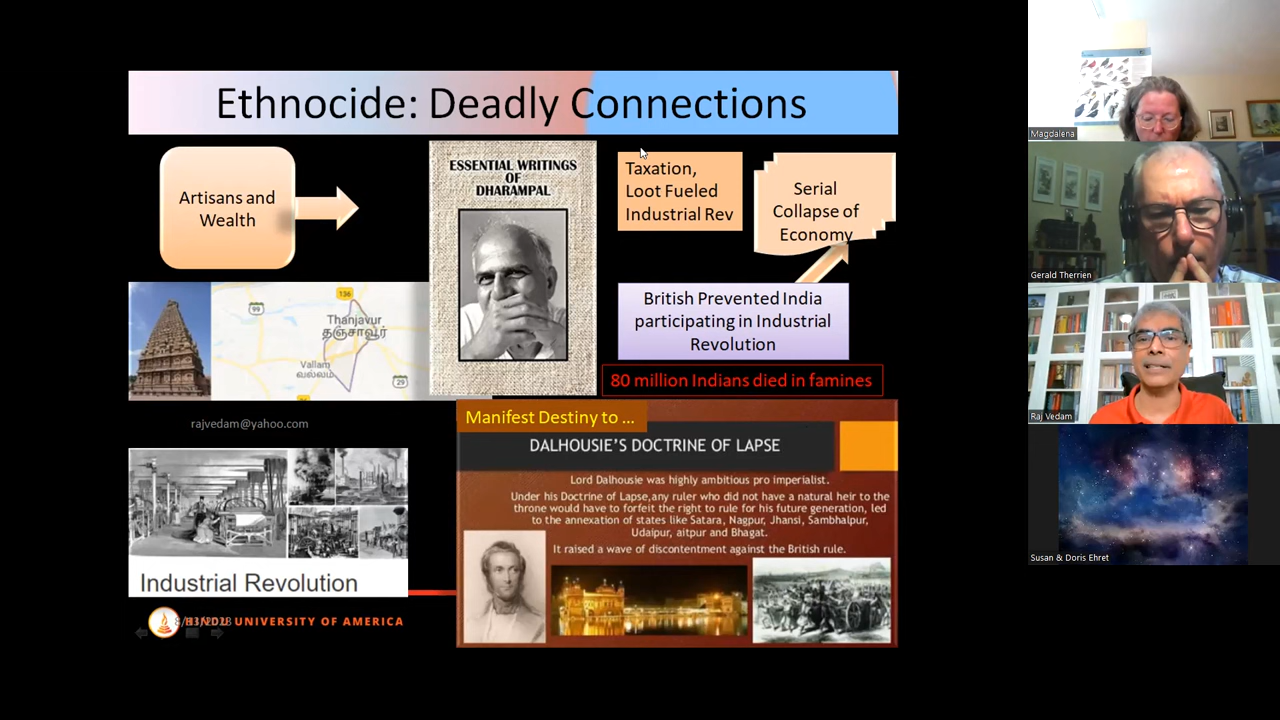 Ethnocide: Deadly Connections
Artisans and
Wealth
ESSENTIAL WRITINGS
OF
DHARAMPAL
Taxation,
Loot Fueled
Industrial Rev
Serial
Collapse of
Economy
136
99
Thanjavur
தஞ்சாவூர்
Vallam
வல்லம்
29
British Prevented India
participating in Industrial
Revolution
80 million Indians died in famines
rajvedam@yahoo.com
Manifest Destiny to ...
DALHOUSIE'S DOCTRINE OF LAPSE
Lord Dalhousie was highly ambitious pro imperialist.
Under his Doctrine of Lapse,any ruler who did not have a natural heir to the
throne would have to forfeit the right to rule for his future generation, led
to the annexation of states like Satara, Nagpur, Jhansi, Sambhalpur,
Udaipur, aitpur and Bhagat.
It raised a wave of discontentment against the British rule.
Industrial Revolution
HINDU UNIVERSITY OF AMERICA
Magdalena
Gerald Therrien
Raj Vedam
Susan & Doris Ehret